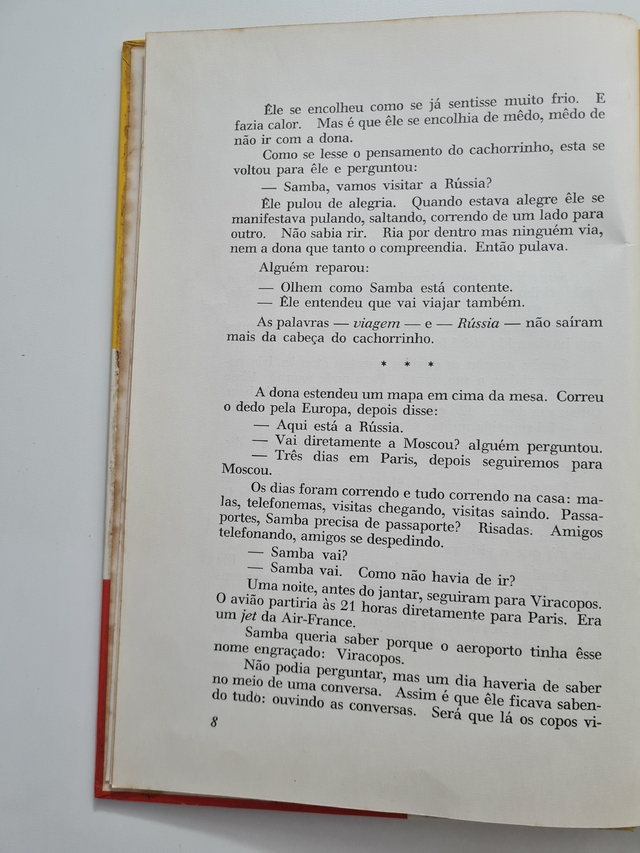 Êle se encolheu como se já sentisse muito frio. E
fazia calor. Mas é que êle se encolhia de mêdo, mêdo de
não ir com a dona.
Como se lesse o pensamento do cachorrinho, esta se
voltou para êle e perguntou:
— Samba, vamos visitar a Rússia?
Êle pulou de alegria. Quando estava alegre êle se
manifestava pulando, saltando, correndo de um lado para
outro. Não sabia rir. Ria por dentro mas ninguém via,
nem a dona que tanto o compreendia. Então pulava.
Alguém reparou:
— Olhem como Samba está contente.
— Êle entendeu que vai viajar também.
As palavras — viagem — e — Rússia — não saíram
mais da cabeça do cachorrinho.
* * *
A dona estendeu um mapa em cima da mesa. Correu
o dedo pela Europa, depois disse:
— Aqui está a Rússia.
— Vai diretamente a Moscou? alguém perguntou.
— Três dias em Paris, depois seguiremos para
Moscou.
Os dias foram correndo e tudo correndo na casa: ma-
las, telefonemas, visitas chegando, visitas saindo. Passa-
portes, Samba precisa de passaporte? Risadas. Amigos
telefonando, amigos se despedindo.
— Samba vai?
— Samba vai. Como não havia de ir?
Uma noite, antes do jantar, seguiram para Viracopos.
O avião partiria às 21 horas diretamente para Paris. Era
um jet da Air-France.
Samba queria saber porque o aeroporto tinha êsse
nome engraçado: Viracopos.
Não podia perguntar, mas um dia haveria de saber
no meio de uma conversa. Assim é que êle ficava saben-
do tudo: ouvindo as conversas. Será que lá os copos vi-
8